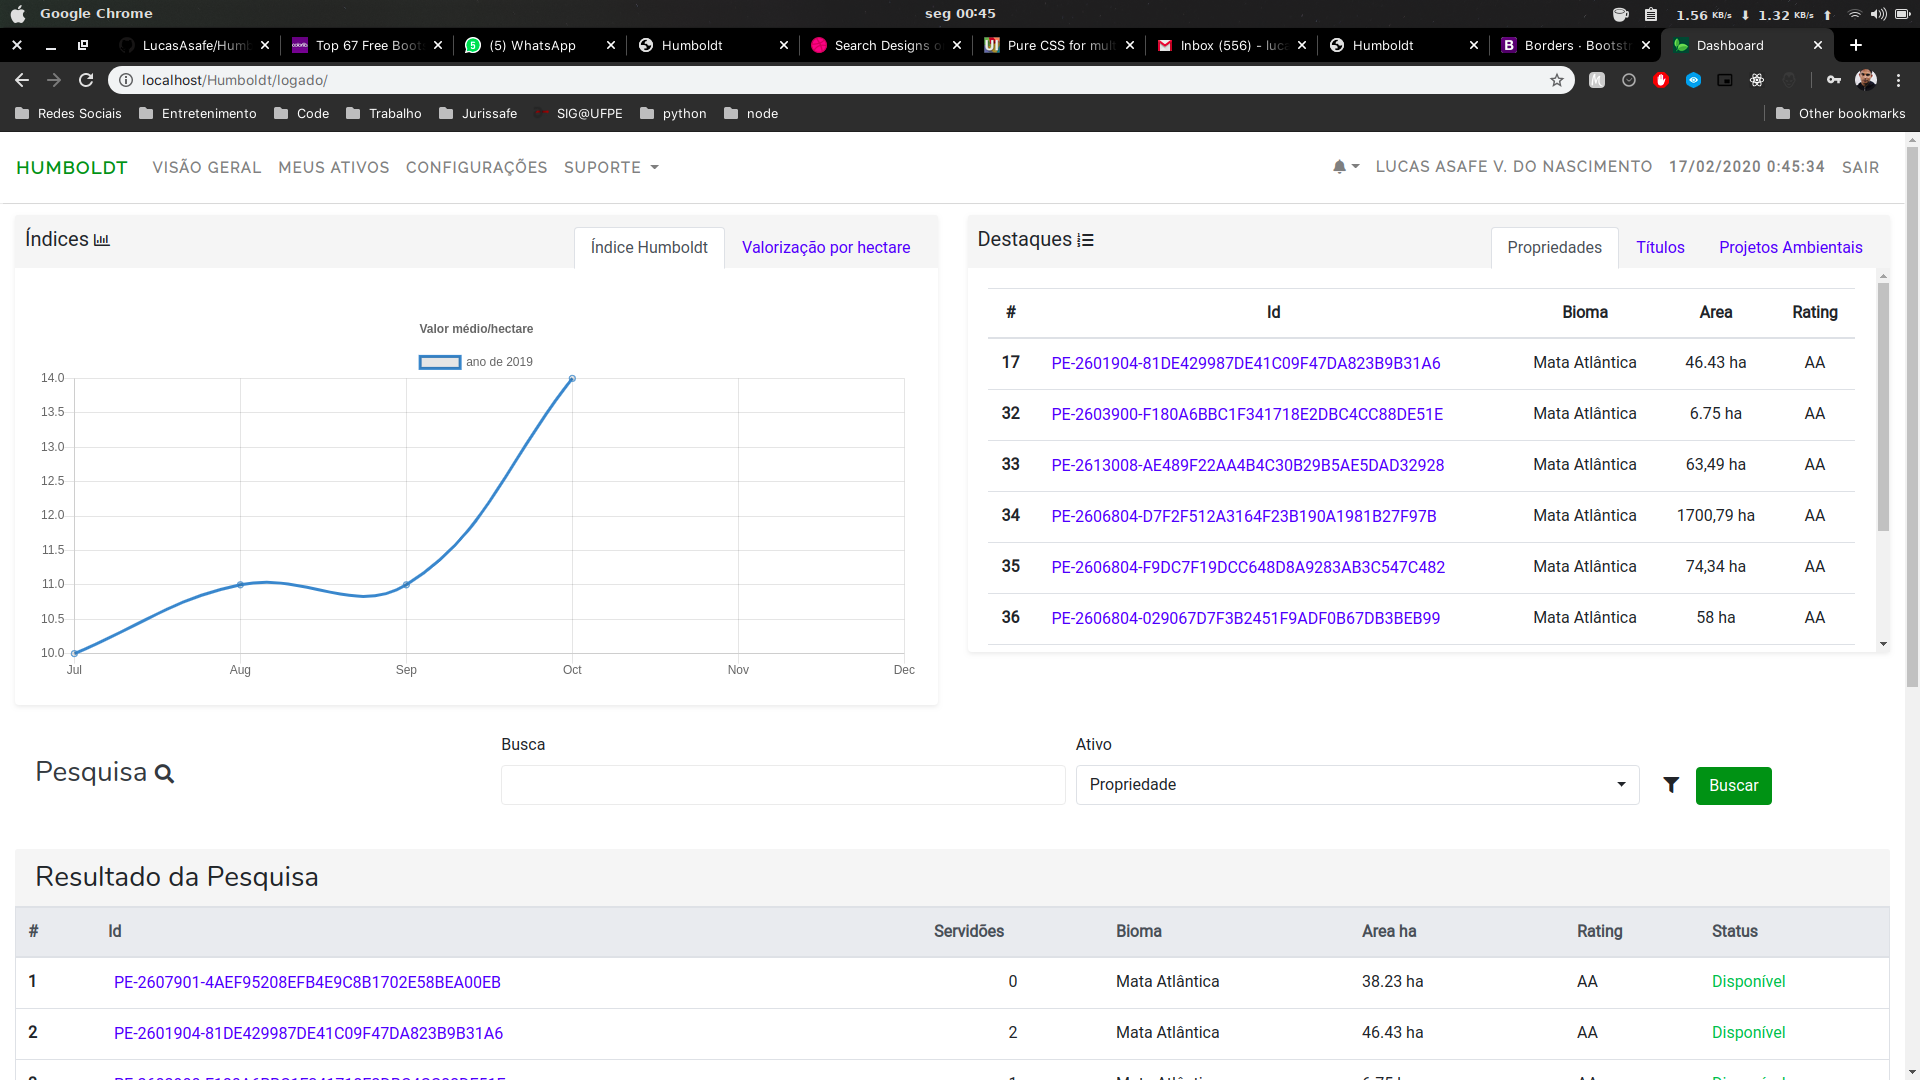 Google Chrome
seg 00:45
1.56 KB/s 1.32 KB/s
LucasAsafe/Humb
Top 67 Free Boot
(5) WhatsApp
Humboldt
Search Designs o
Pure CSS for mul
Inbox (556) - luca
Humboldt
Borders · Bootstr
Dashboard
localhost/Humboldt/logado/
Redes Sociais
Entretenimento
Code
Trabalho
Jurissafe
SIG@UFPE
python
node
Other bookmarks
HUMBOLDT VISÃO GERAL MEUS ATIVOS CONFIGURAÇÕES SUPORTE
LUCAS ASAFE V. DO NASCIMENTO 17/02/2020 0:45:34 SAIR
Índices
Índice Humboldt
Valorização por hectare
Valor médio/hectare
ano de 2019
14.0
13.5
13.0
12.5
12.0
11.5
11.0
10.5
10.0
Jul Aug Sep Oct Nov Dec
Destaques
Propriedades
Títulos
Projetos Ambientais
# Id Bioma Area Rating
17 PE-2601904-81DE429987DE41C09F47DA823B9B31A6 Mata Atlântica 46.43 ha AA
32 PE-2603900-F180A6BBC1F341718E2DBC4CC88DE51E Mata Atlântica 6.75 ha AA
33 PE-2613008-AE489F22AA4B4C30B29B5AE5DAD32928 Mata Atlântica 63,49 ha AA
34 PE-2606804-D7F2F512A3164F23B190A1981B27F97B Mata Atlântica 1700,79 ha AA
35 PE-2606804-F9DC7F19DCC648D8A9283AB3C547C482 Mata Atlântica 74,34 ha AA
36 PE-2606804-029067D7F3B2451F9ADF0B67DB3BEB99 Mata Atlântica 58 ha AA
Pesquisa
Busca
Ativo
Propriedade
Buscar
Resultado da Pesquisa
# Id Servidões Bioma Area ha Rating Status
1 PE-2607901-4AEF95208EFB4E9C8B1702E58BEA00EB 0 Mata Atlântica 38.23 ha AA Disponível
2 PE-2601904-81DE429987DE41C09F47DA823B9B31A6 2 Mata Atlântica 46.43 ha AA Disponível